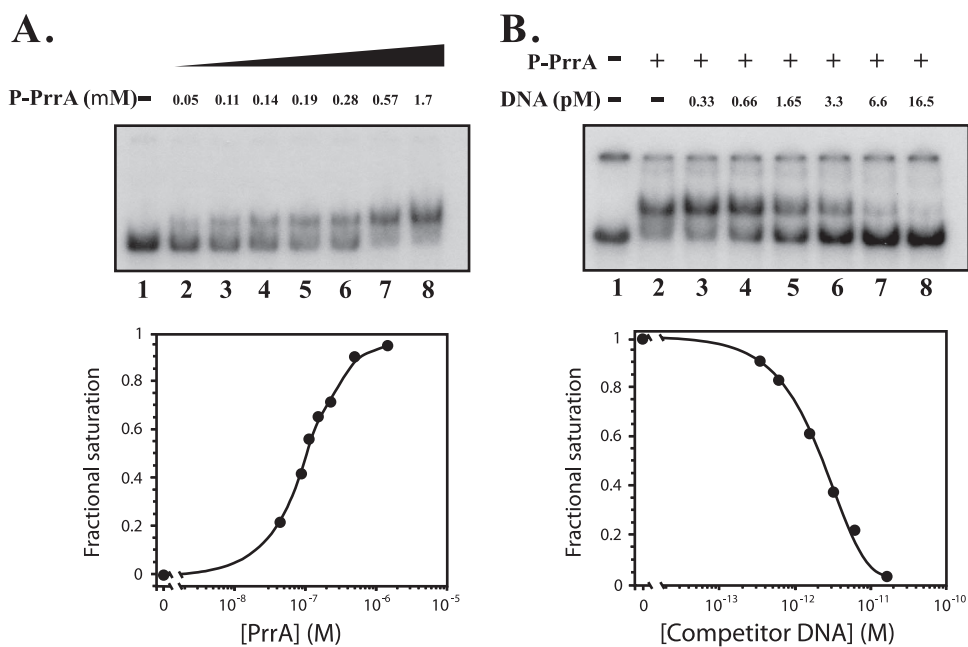 A.
P-PrrA (mM) – 0.05 0.11 0.14 0.19 0.28 0.57 1.7
1 2 3 4 5 6 7 8
1
0.8
0.6
0.4
0.2
0
Fractional saturation
0 10⁻⁸ 10⁻⁷ 10⁻⁶ 10⁻⁵
[PrrA] (M)
B.
P-PrrA – + + + + + + +
DNA (pM) – – 0.33 0.66 1.65 3.3 6.6 16.5
1 2 3 4 5 6 7 8
1
0.8
0.6
0.4
0.2
0
Fractional saturation
0 10⁻¹³ 10⁻¹² 10⁻¹¹ 10⁻¹⁰
[Competitor DNA] (M)